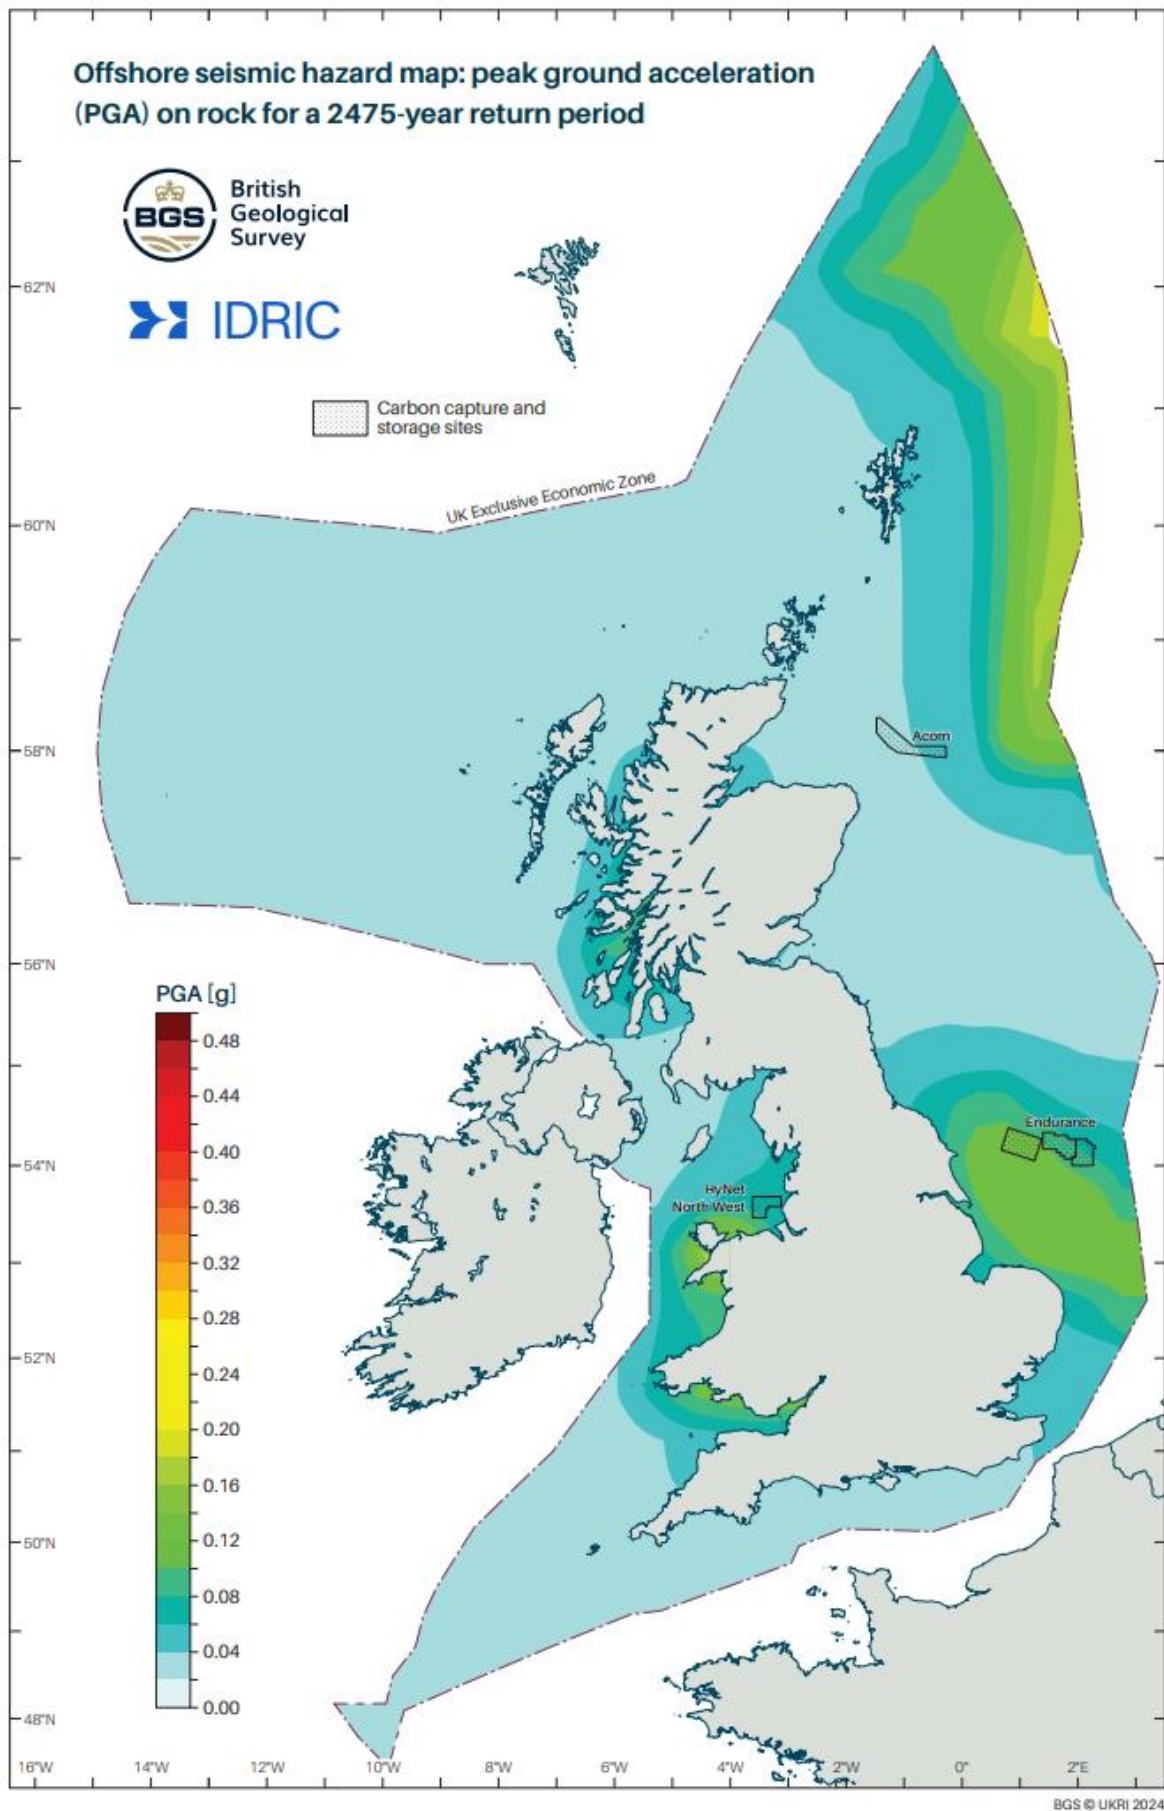 Offshore seismic hazard map: peak ground acceleration
(PGA) on rock for a 2475-year return period
British
Geological
Survey
BGS
IDRIC
Carbon capture and
storage sites
UK Exclusive Economic Zone
62°N
60°N
58°N
56°N
54°N
52°N
50°N
48°N
Acorn
Endurance
HyNet
North West
PGA [g]
0.48
0.44
0.40
0.36
0.32
0.28
0.24
0.20
0.16
0.12
0.08
0.04
0.00
16°W 14°W 12°W 10°W 8°W 6°W 4°W 2°W 0° 2°E
BGS © UKRI 2024